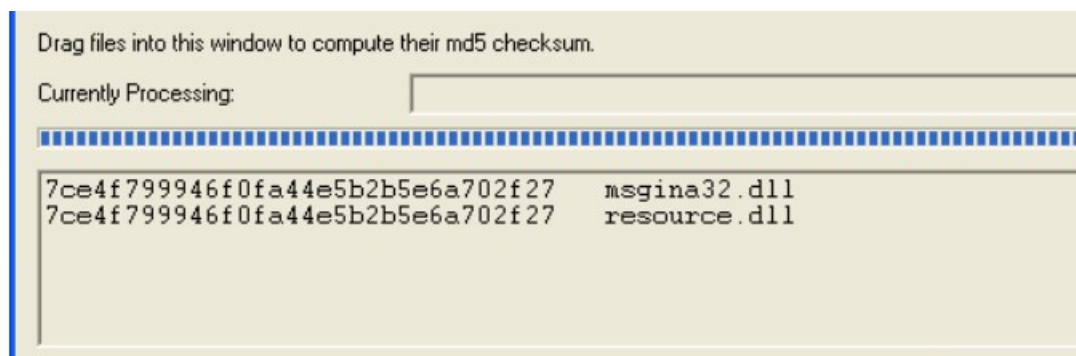 Drag files into this window to compute their md5 checksum.
Currently Processing:
7ce4f799946f0fa44e5b2b5e6a702f27 msgina32.dll
7ce4f799946f0fa44e5b2b5e6a702f27 resource.dll